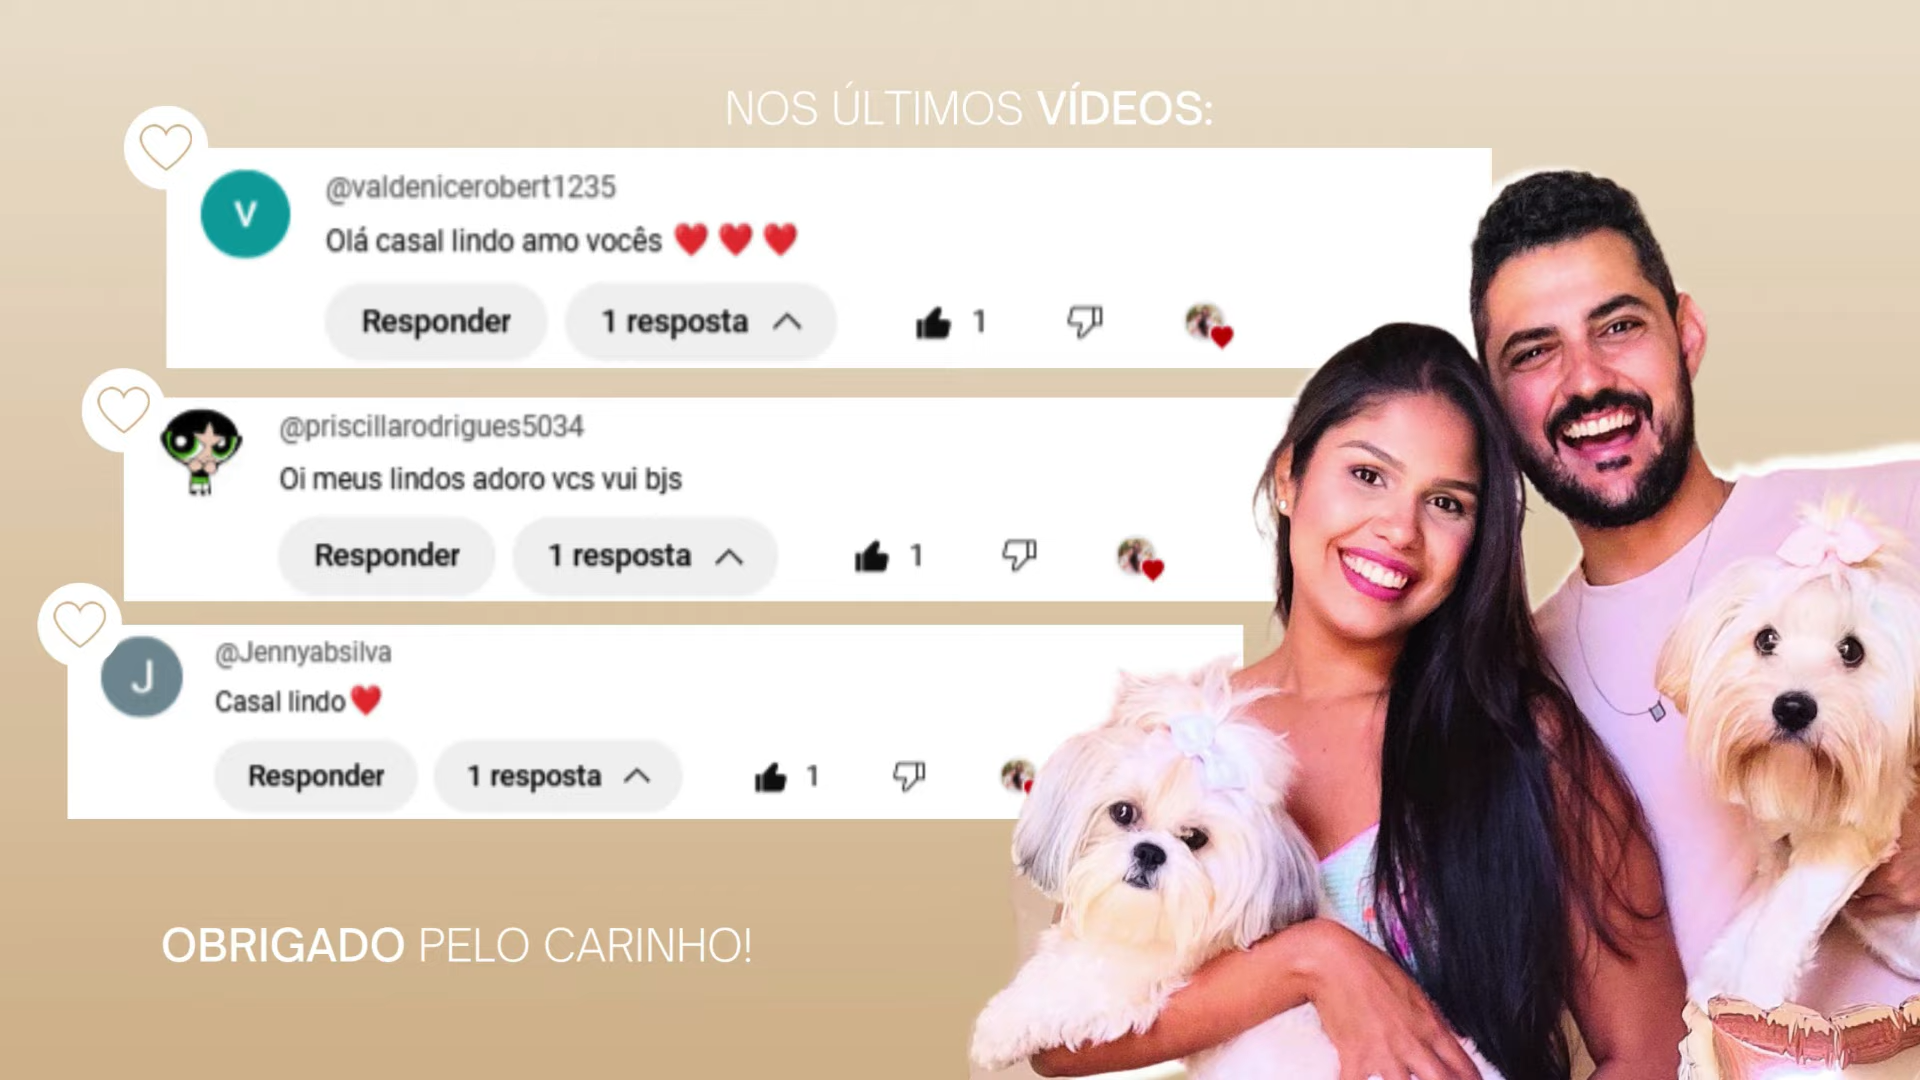 NOS ÚLTIMOS VÍDEOS:
V
@valdenicerobert1235
Olá casal lindo amo vocês ❤️ ❤️ ❤️
Responder 1 resposta 1
@priscillarodrigues5034
Oi meus lindos adoro vcs vui bjs
Responder 1 resposta 1
J
@Jennyabsilva
Casal lindo❤️
Responder 1 resposta 1
OBRIGADO PELO CARINHO!